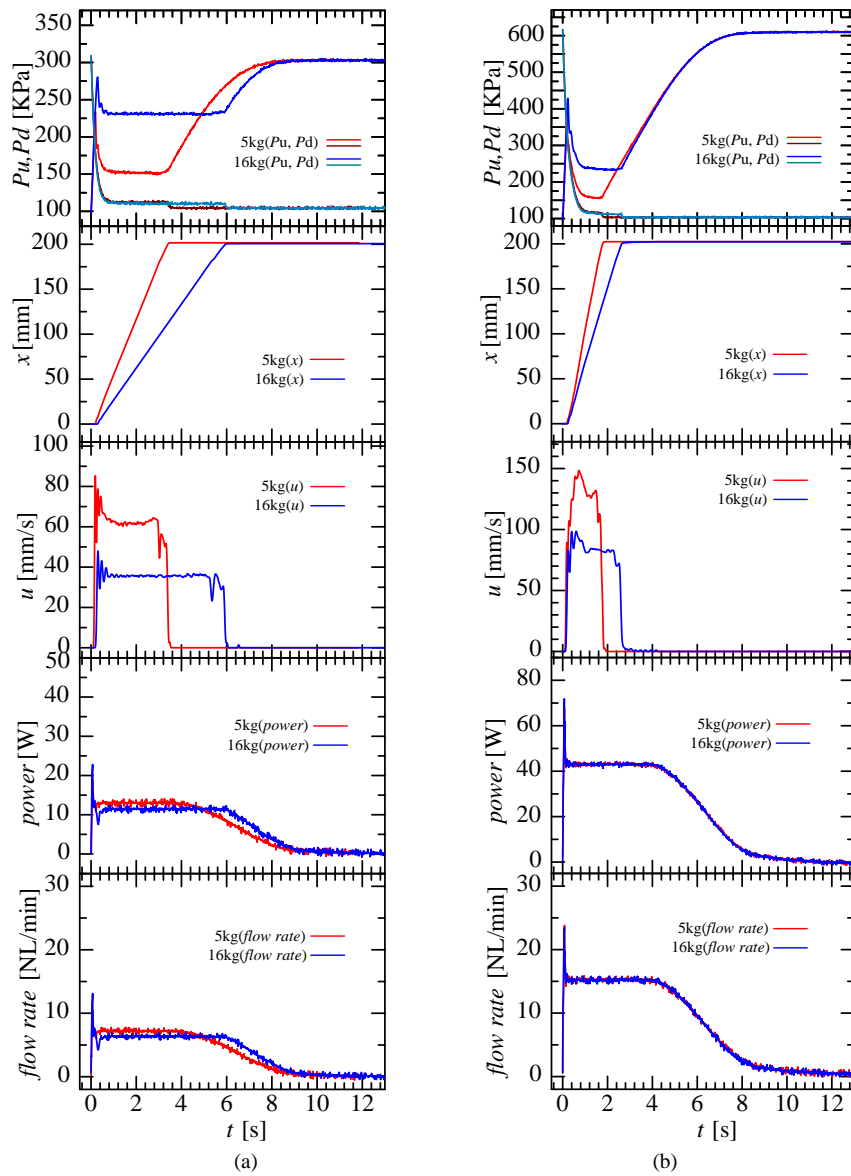 350
300
250
200
150
100
Pu,Pd [KPa]
5kg(Pu, Pd)
16kg(Pu, Pd)
200
150
100
50
0
x [mm]
5kg(x)
16kg(x)
100
80
60
40
20
0
u [mm/s]
5kg(u)
16kg(u)
50
40
30
20
10
0
power [W]
5kg(power)
16kg(power)
30
20
10
0
flow rate [NL/min]
5kg(flow rate)
16kg(flow rate)
0 2 4 6 8 10 12
t [s]
(a)
600
500
400
300
200
100
Pu,Pd [KPa]
5kg(Pu, Pd)
16kg(Pu, Pd)
200
150
100
50
0
x [mm]
5kg(x)
16kg(x)
150
100
50
0
u [mm/s]
5kg(u)
16kg(u)
80
60
40
20
0
power [W]
5kg(power)
16kg(power)
30
20
10
0
flow rate [NL/min]
5kg(flow rate)
16kg(flow rate)
0 2 4 6 8 10 12
t [s]
(b)